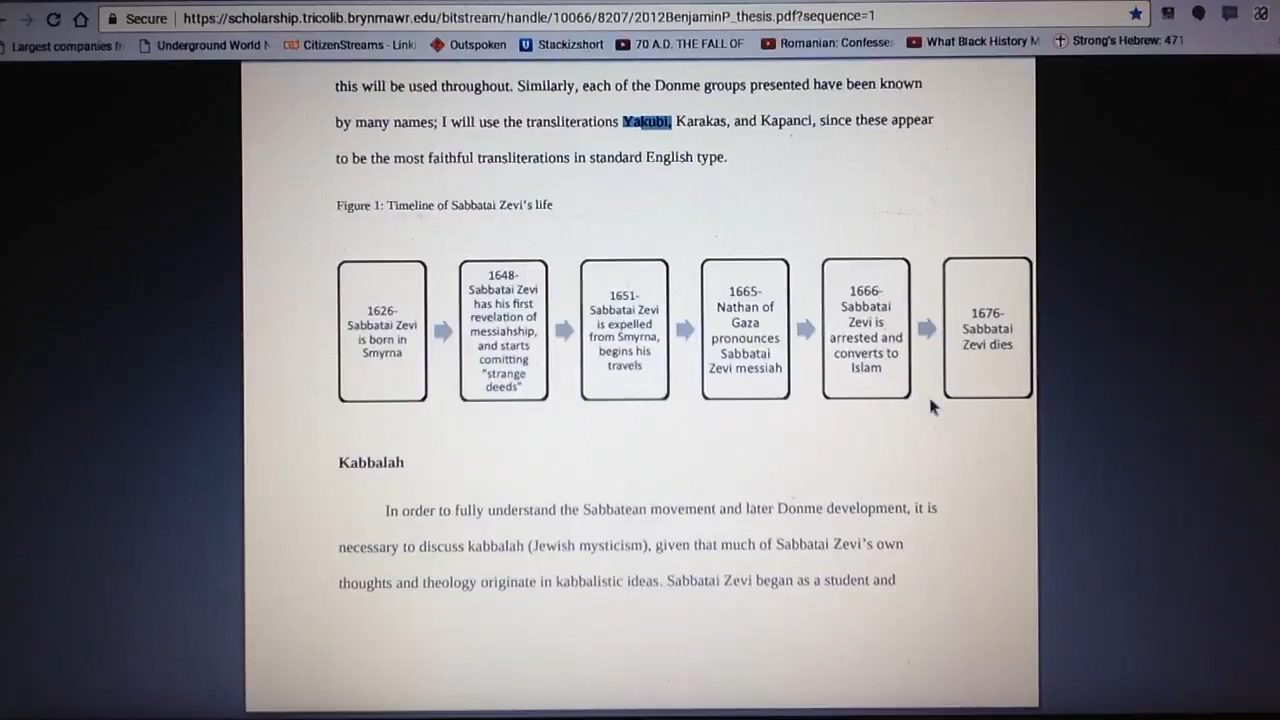 Secure
https://scholarship.tricolib.brynmawr.edu/bitstream/handle/10066/8207/2012BenjaminP_thesis.pdf?sequence=1
Largest companies
Underground World
CitizenStreams - Link
Outspoken
Stackizshort
70 A.D. THE FALL OF
Romanian: Confesse
What Black History M
Strong's Hebrew: 471
this will be used throughout. Similarly, each of the Donme groups presented have been known
by many names; I will use the transliterations Yakubi, Karakas, and Kapanci, since these appear
to be the most faithful transliterations in standard English type.
Figure 1: Timeline of Sabbatai Zevi's life
1626-
Sabbatai Zevi
is born in
Smyrna
1648-
Sabbatai Zevi
has his first
revelation of
messiahship,
and starts
comitting
"strange
deeds"
1651-
Sabbatai Zevi
is expelled
from Smyrna,
begins his
travels
1665-
Nathan of
Gaza
pronounces
Sabbatai
Zevi messiah
1666-
Sabbatai
Zevi is
arrested and
converts to
Islam
1676-
Sabbatai
Zevi dies
Kabbalah
In order to fully understand the Sabbatean movement and later Donme development, it is
necessary to discuss kabbalah (Jewish mysticism), given that much of Sabbatai Zevi's own
thoughts and theology originate in kabbalistic ideas. Sabbatai Zevi began as a student and